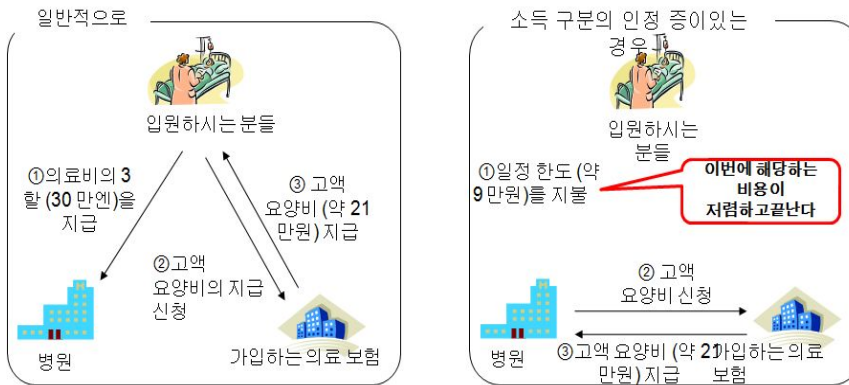 일반적으로
입원하시는 분들
①의료비의 3
할 (30 만엔)을
지급
③ 고액
요양비 (약 21
만원) 지급
②고액
요양비의 지급
신청
병원
가입하는 의료 보험
소득 구분의 인정 증이있는
경우
입원하시는
분들
①일정 한도 (약
9 만원)를 지불
이번에 해당하는
비용이
저렴하고끝난다
② 고액
요양비 신청
병원
③고액 요양비 (약 21
만원) 지급
가입하는 의료
보험